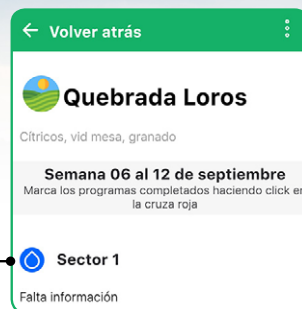 Volver atrás
Quebrada Loros
Cítricos, vid mesa, granado
Semana 06 al 12 de septiembre
Marca los programas completados haciendo click en
la cruza roja
Sector 1
Falta información